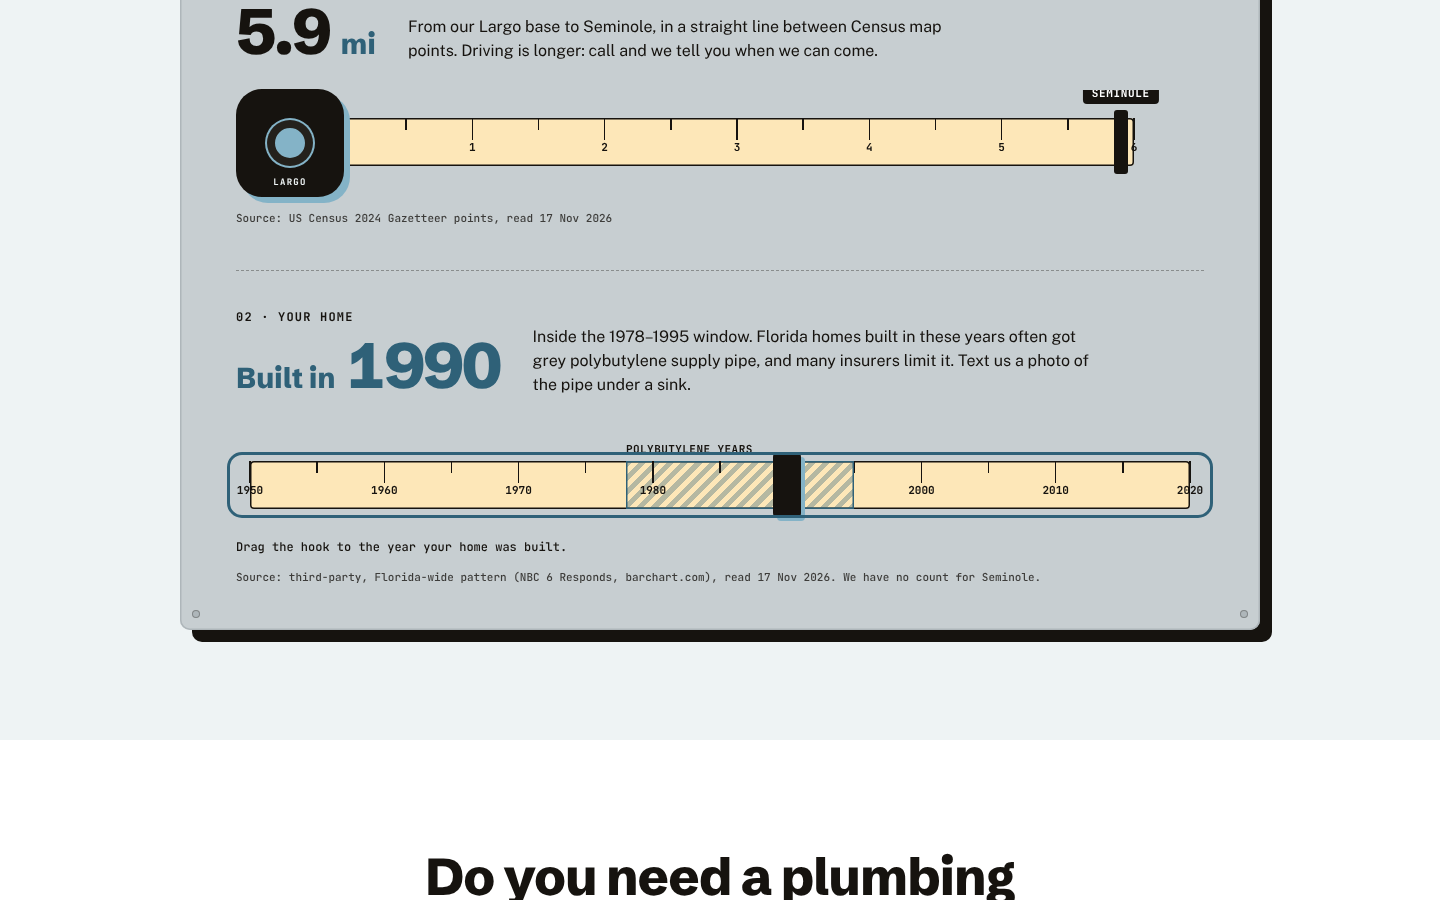 5.9 mi
From our Largo base to Seminole, in a straight line between Census map
points. Driving is longer: call and we tell you when we can come.
SEMINOLE
1 2 3 4 5 6
LARGO
Source: US Census 2024 Gazetteer points, read 17 Nov 2026
02 · YOUR HOME
Built in 1990
Inside the 1978–1995 window. Florida homes built in these years often got
grey polybutylene supply pipe, and many insurers limit it. Text us a photo of
the pipe under a sink.
POLYBUTYLENE YEARS
1950 1960 1970 1980 2000 2010 2020
Drag the hook to the year your home was built.
Source: third-party, Florida-wide pattern (NBC 6 Responds, barchart.com), read 17 Nov 2026. We have no count for Seminole.
Do you need a plumbing